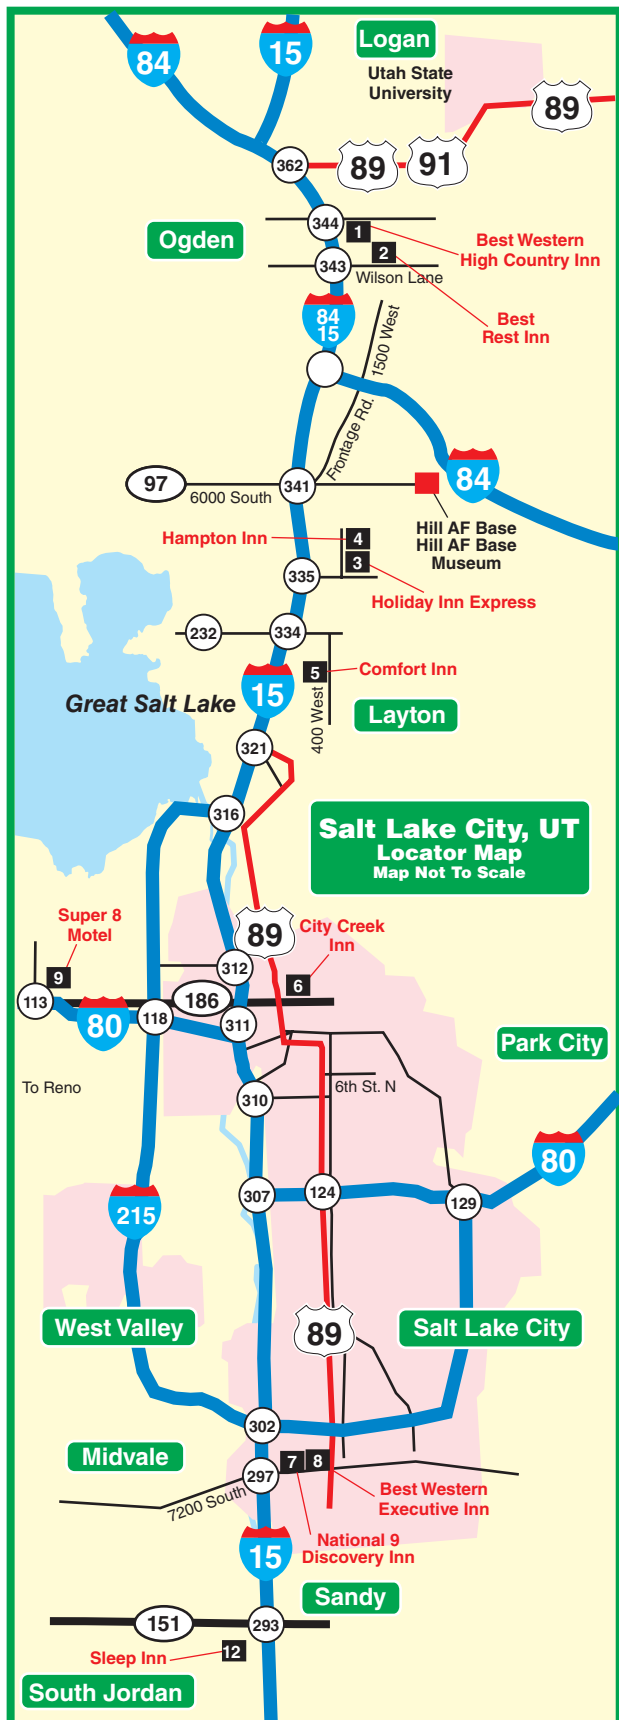 Logan
15
84
Utah State
University
89
362
89
91
344
1
Ogden
2
Best Western
High Country Inn
343
Wilson Lane
84
15
Best
Rest Inn
1500 West
Frontage Rd.
97
6000 South
341
84
Hill AF Base
Hill AF Base
Museum
Hampton Inn
4
3
335
Holiday Inn Express
232
334
5
Comfort Inn
15
Great Salt Lake
400 West
Layton
321
316
Salt Lake City, UT
Locator Map
Map Not To Scale
Super 8
Motel
89
City Creek
Inn
312
9
6
113
186
80
118
311
Park City
To Reno
6th St. N
310
80
307
124
129
215
West Valley
89
Salt Lake City
302
Midvale
7
8
297
7200 South
Best Western
Executive Inn
National 9
Discovery Inn
15
Sandy
151
293
12
Sleep Inn
South Jordan